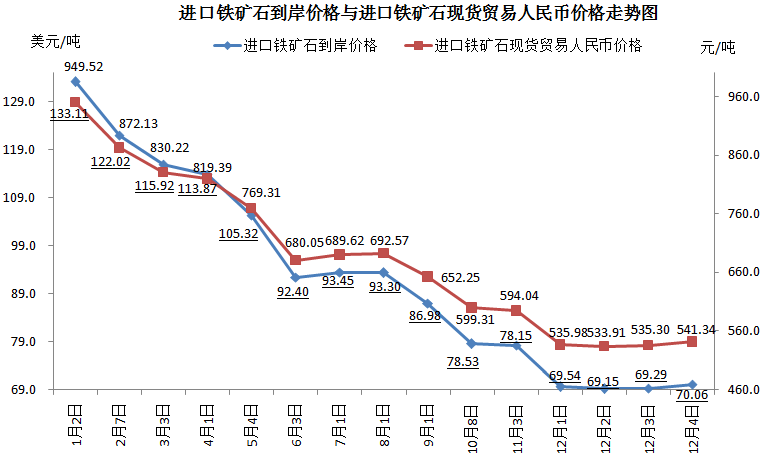 进口铁矿石到岸价格与进口铁矿石现货贸易人民币价格走势图
美元/吨
进口铁矿石到岸价格
进口铁矿石现货贸易人民币价格
元/吨
129.0
119.0
109.0
99.0
89.0
79.0
69.0
949.52
872.13
830.22
819.39
769.31
680.05
689.62
692.57
652.25
599.31
594.04
535.98
533.91
535.30
541.34
133.11
122.02
115.92
113.87
105.32
92.40
93.45
93.30
86.98
78.53
78.15
69.54
69.15
69.29
70.06
960.0
860.0
760.0
660.0
560.0
460.0
1月2日
2月7日
3月3日
4月1日
5月4日
6月3日
7月1日
8月1日
9月1日
10月8日
11月3日
12月1日
12月2日
12月3日
12月4日